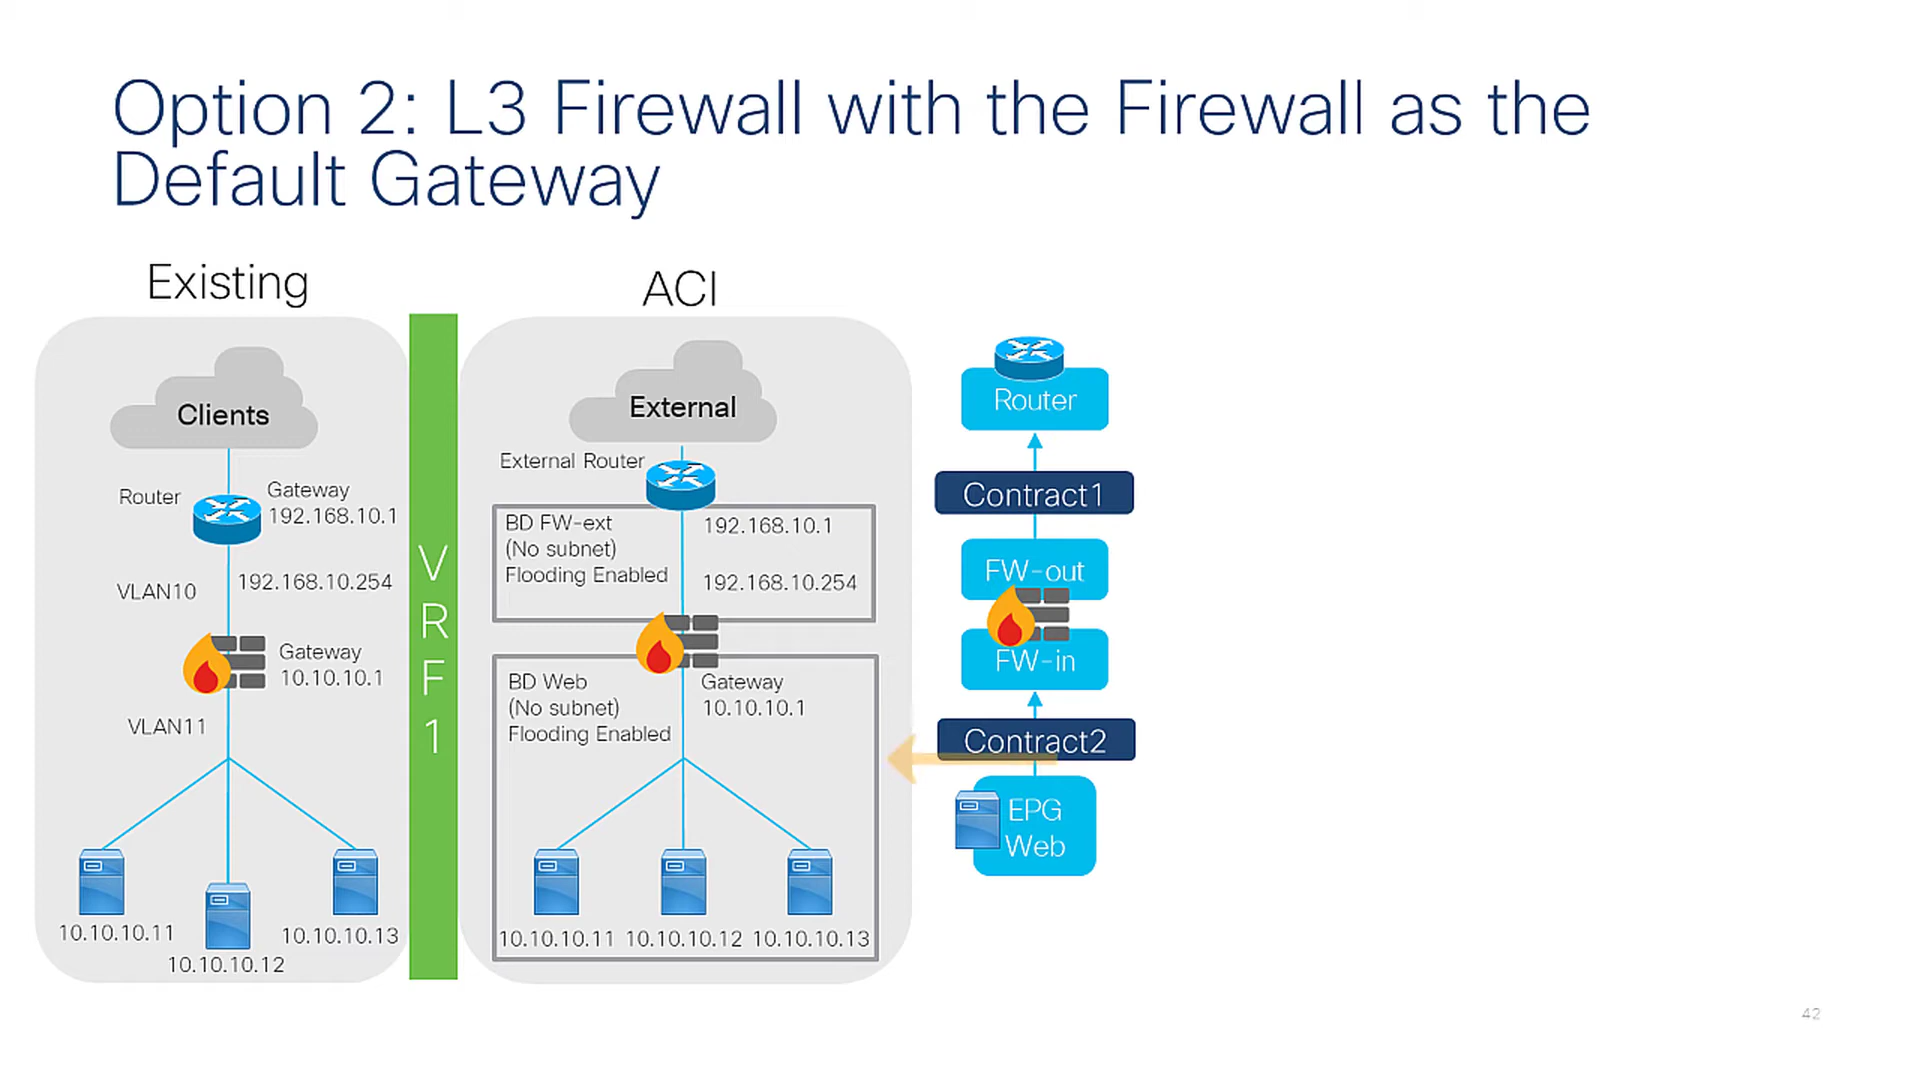 Option 2: L3 Firewall with the Firewall as the
Default Gateway
Existing
Clients
Router
Gateway
192.168.10.1
VLAN10
192.168.10.254
Gateway
10.10.10.1
VLAN11
10.10.10.11
10.10.10.12
10.10.10.13
V
R
F
1
ACI
External
External Router
BD FW-ext
(No subnet)
Flooding Enabled
192.168.10.1
192.168.10.254
BD Web
(No subnet)
Flooding Enabled
Gateway
10.10.10.1
10.10.10.11
10.10.10.12
10.10.10.13
Router
Contract1
FW-out
FW-in
Contract2
EPG
Web
42